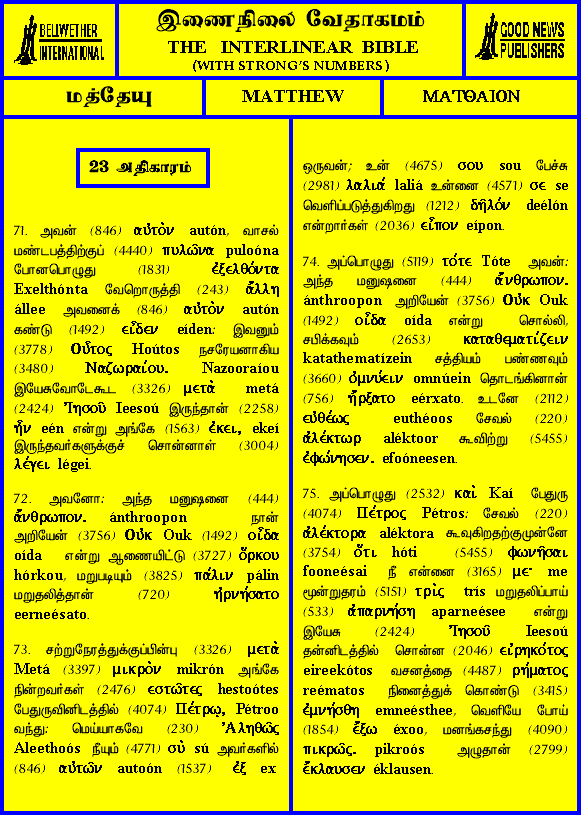 BELLWETHER
INTERNATIONAL
இணைநிலை வேதாகமம்
THE INTERLINEAR BIBLE
(WITH STRONG'S NUMBERS)
GOOD NEWS
PUBLISHERS
மத்தேயு
MATTHEW
ΜΑΤΘΑΙΟΝ
23 அதிகாரம்
71. அவன் (846) αὐτὸν autón, வாசல்
மண்டபத்திற்குப் (4440) πυλῶνα puloóna
போனபொழுது (1831) ἐξελθόντα
Exelthónta வேறொருத்தி (243) ἄλλη
állee அவனைக் (846) αὐτὸν autón
கண்டு (1492) εἶδεν eíden: இவனும்
(3778) Οὗτος Hoútos நசரேயனாகிய
(3480) Ναζωραίου. Nazooraíou
இயேசுவோடேகூட (3326) μετὰ metá
(2424) Ἰησοῦ Ieesoú இருந்தான் (2258)
ἦν eén என்று அங்கே (1563) ἐκει, ekeí
இருந்தவர்களுக்குச் சொன்னாள் (3004)
λέγει légei.
72. அவனோ: அந்த மனுஷனை (444)
ἄνθρωπον. ánthroopon நான்
அறியேன் (3756) Οὐκ Ouk (1492) οἶδα
oída என்று ஆணையிட்டு (3727) ὅρκου
hórkou, மறுபடியும் (3825) πάλιν pálin
மறுதலித்தான் (720) ἠρνήσατο
eerneésato.
73. சற்றுநேரத்துக்குப்பின்பு (3326) μετὰ
Metá (3397) μικρὸν mikrón அங்கே
நின்றவர்கள் (2476) εστῶτες hestoótes
பேதுருவினிடத்தில் (4074) Πέτρῳ, Pétroo
வந்து: மெய்யாகவே (230) Ἀληθῶς
Aleethoós நீயும் (4771) σὺ sú அவர்களில்
(846) αὐτῶν autoón (1537) ἐξ ex
ஒருவன்; உன் (4675) σου sou பேச்சு
(2981) λαλιά laliá உன்னை (4571) σε se
வெளிப்படுத்துகிறது (1212) δῆλόν deélón
என்றார்கள் (2036) εἶπον eípon.
74. அப்பொழுது (5119) τότε Tóte அவன்:
அந்த மனுஷனை (444) ἄνθρωπον.
ánthroopon அறியேன் (3756) Οὐκ Ouk
(1492) οἶδα oída என்று சொல்லி,
சபிக்கவும் (2653) καταθεματίζειν
katathematízein சத்தியம் பண்ணவும்
(3660) ὀμνύειν omnúein தொடங்கினான்
(756) ἤρξατο eérxato. உடனே (2112)
εὐθέως euthéoos சேவல் (220)
ἀλέκτωρ aléktoor கூவிற்று (5455)
ἐφώνησεν. efoóneesen.
75. அப்பொழுது (2532) καὶ Kaí பேதுரு
(4074) Πέτρος Pétros: சேவல் (220)
ἀλέκτορα aléktora கூவுகிறதற்குமுன்னே
(3754) ὅτι hóti (5455) φωνῆσαι
fooneésai நீ என்னை (3165) με· me
மூன்றுதரம் (5151) τρὶς trís மறுதலிப்பாய்
(533) ἀπαρνήσῃ aparneésee என்று
இயேசு (2424) Ἰησοῦ Ieesoú
தன்னிடத்தில் சொன்ன (2046) εἰρηκότος
eireekótos வசனத்தை (4487) ρήματος
reématos நினைத்துக் கொண்டு (3415)
ἐμνήσθη emneésthee, வெளியே போய்
(1854) ἔξω éxoo, மனங்கசந்து (4090)
πικρῶς. pikroós அழுதான் (2799)
ἔκλαυσεν éklausen.